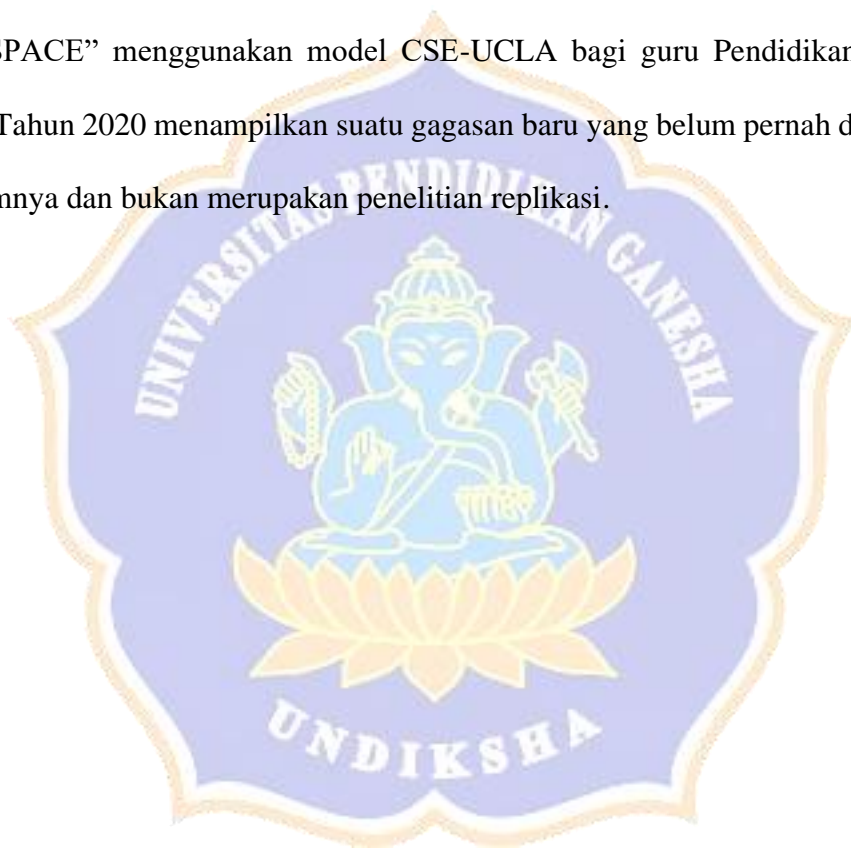 SPACE” menggunakan model CSE-UCLA bagi guru Pendidikan
Tahun 2020 menampilkan suatu gagasan baru yang belum pernah
dan bukan merupakan penelitian replikasi.
UNIVERSITAS PENDIDIKAN GANESHA
UNDIKSHA